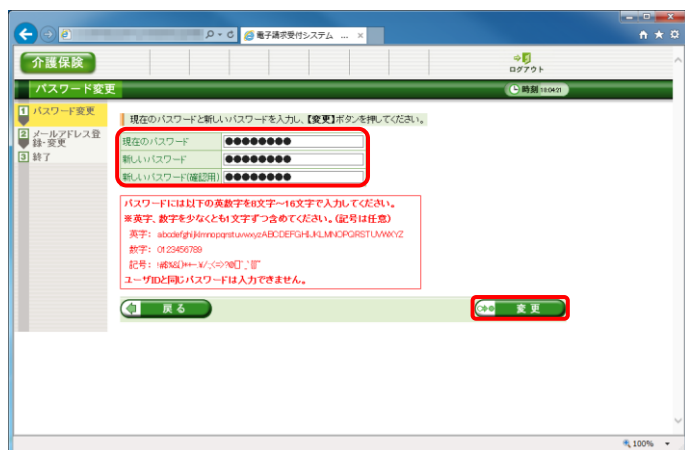 電子請求受付システム ...
介護保険
ログアウト
パスワード変更
時刻 18:04:21
1 パスワード変更
2 メールアドレス登
録・変更
3 終了
現在のパスワードと新しいパスワードを入力し、【変更】ボタンを押してください。
現在のパスワード ●●●●●●●●
新しいパスワード ●●●●●●●●
新しいパスワード(確認用) ●●●●●●●●
パスワードには以下の英数字を8文字~16文字で入力してください。
※英字、数字を少なくとも1文字ずつ含めてください。(記号は任意)
英字: abcdefghijklmnopqrstuvwxyzABCDEFGHIJKLMNOPQRSTUVWXYZ
数字: 0123456789
記号:
ユーザIDと同じパスワードは入力できません。
戻る
変更
100%